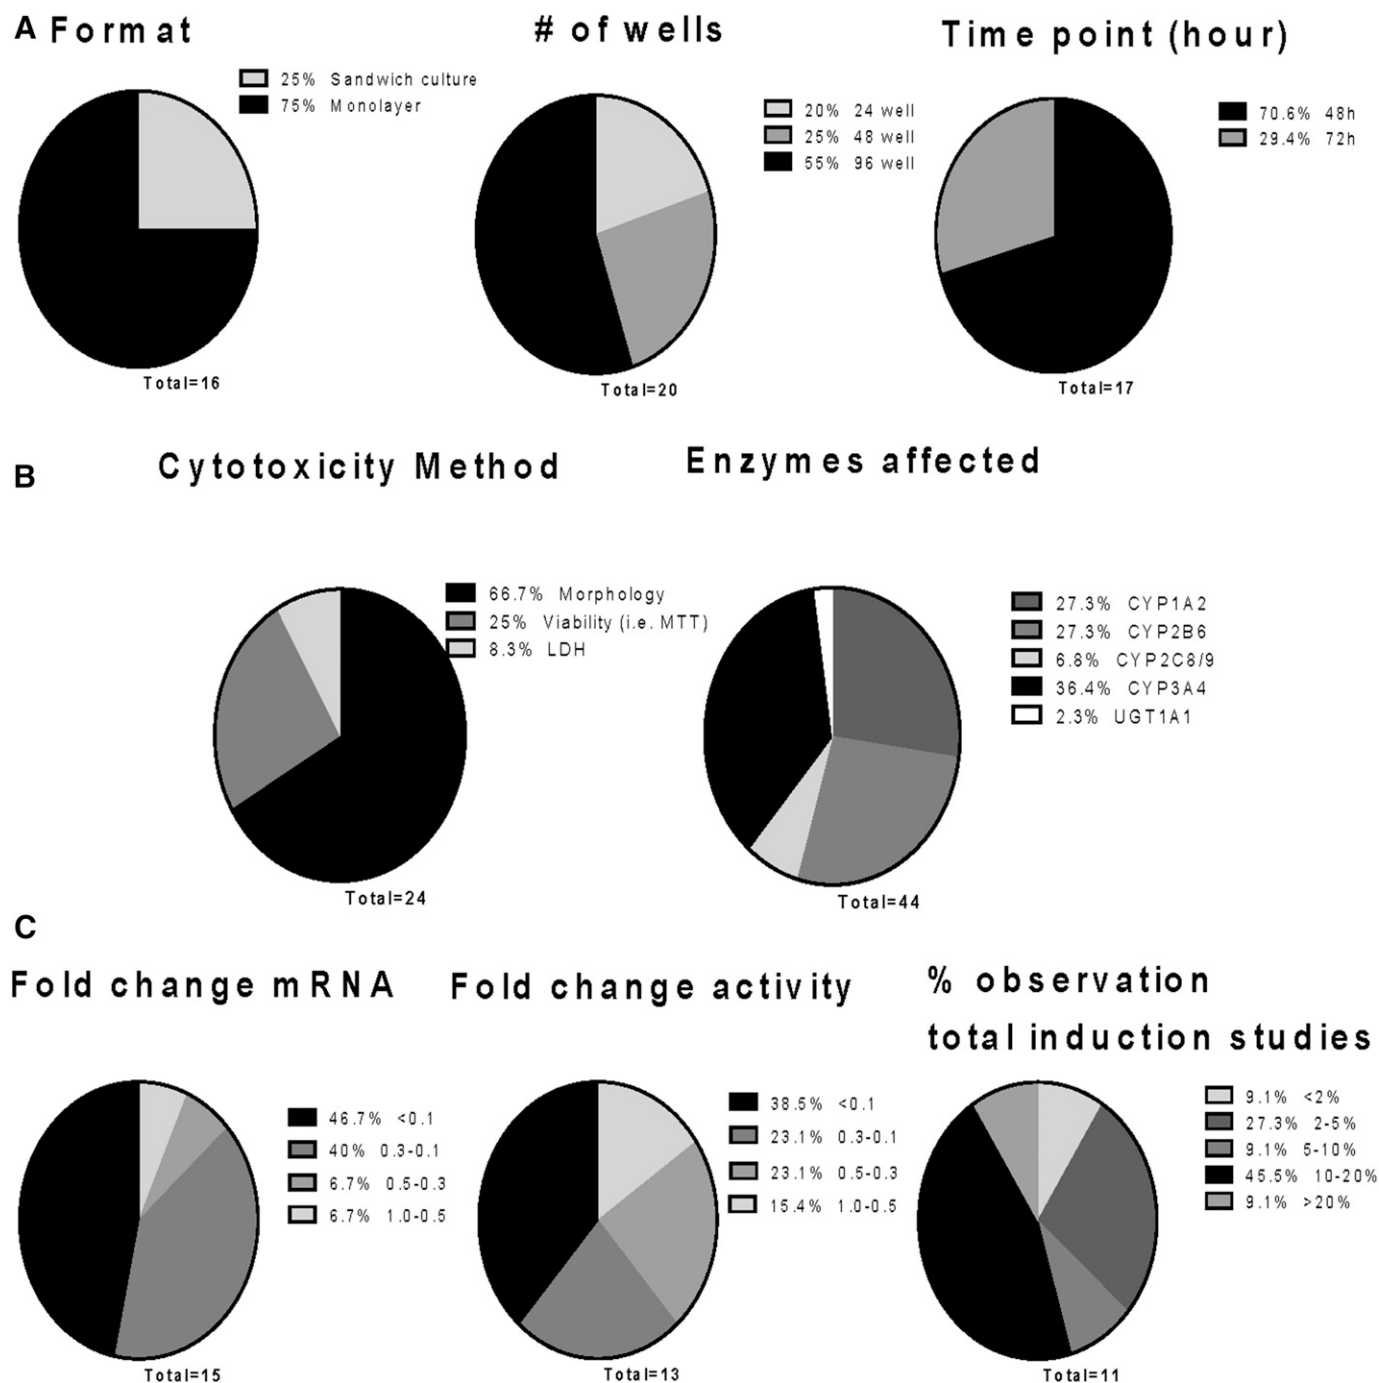 A Format
25% Sandwich culture
75% Monolayer
Total=16
# of wells
20% 24 well
25% 48 well
55% 96 well
Total=20
Time point (hour)
70.6% 48h
29.4% 72h
Total=17
B
Cytotoxicity Method
66.7% Morphology
25% Viability (i.e. MTT)
8.3% LDH
Total=24
Enzymes affected
27.3% CYP1A2
27.3% CYP2B6
6.8% CYP2C8/9
36.4% CYP3A4
2.3% UGT1A1
Total=44
C
Fold change mRNA
46.7% <0.1
40% 0.3-0.1
6.7% 0.5-0.3
6.7% 1.0-0.5
Total=15
Fold change activity
38.5% <0.1
23.1% 0.3-0.1
23.1% 0.5-0.3
15.4% 1.0-0.5
Total=13
% observation
total induction studies
9.1% <2%
27.3% 2-5%
9.1% 5-10%
45.5% 10-20%
9.1% >20%
Total=11